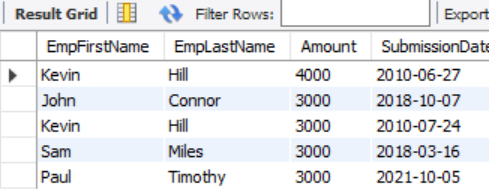 Result Grid Filter Rows: Export
EmpFirstName EmpLastName Amount SubmissionDate
Kevin Hill 4000 2010-06-27
John Connor 3000 2018-10-07
Kevin Hill 3000 2010-07-24
Sam Miles 3000 2018-03-16
Paul Timothy 3000 2021-10-05